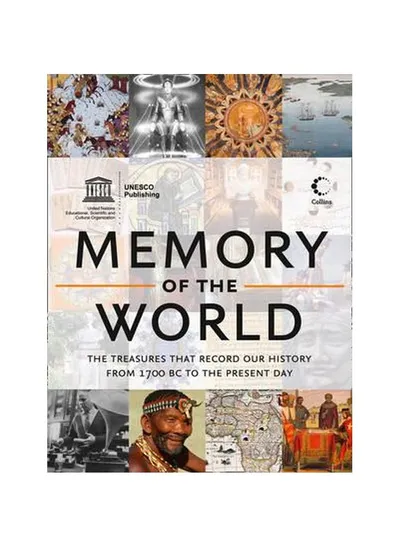 UNESCO
Publishing
United Nations
Educational, Scientific and
Cultural Organization
Collins
MEMORY
OF THE
WORLD
THE TREASURES THAT RECORD OUR HISTORY
FROM 1700 BC TO THE PRESENT DAY